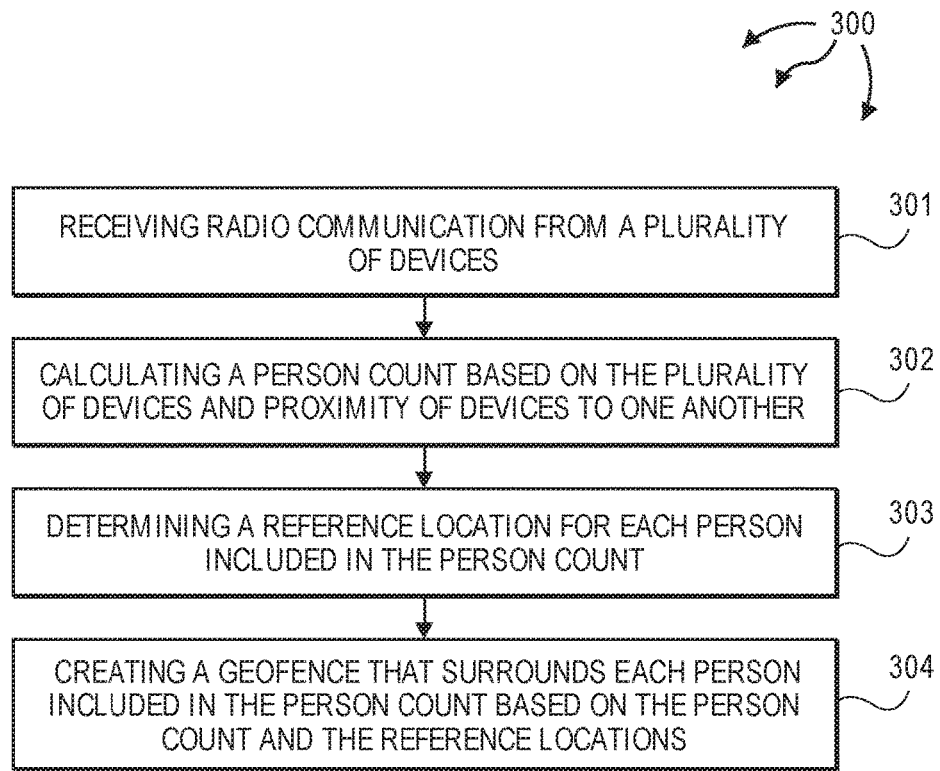 300
RECEIVING RADIO COMMUNICATION FROM A PLURALITY
OF DEVICES
301
CALCULATING A PERSON COUNT BASED ON THE PLURALITY
OF DEVICES AND PROXIMITY OF DEVICES TO ONE ANOTHER
302
DETERMINING A REFERENCE LOCATION FOR EACH PERSON
INCLUDED IN THE PERSON COUNT
303
CREATING A GEOFENCE THAT SURROUNDS EACH PERSON
INCLUDED IN THE PERSON COUNT BASED ON THE PERSON
COUNT AND THE REFERENCE LOCATIONS
304